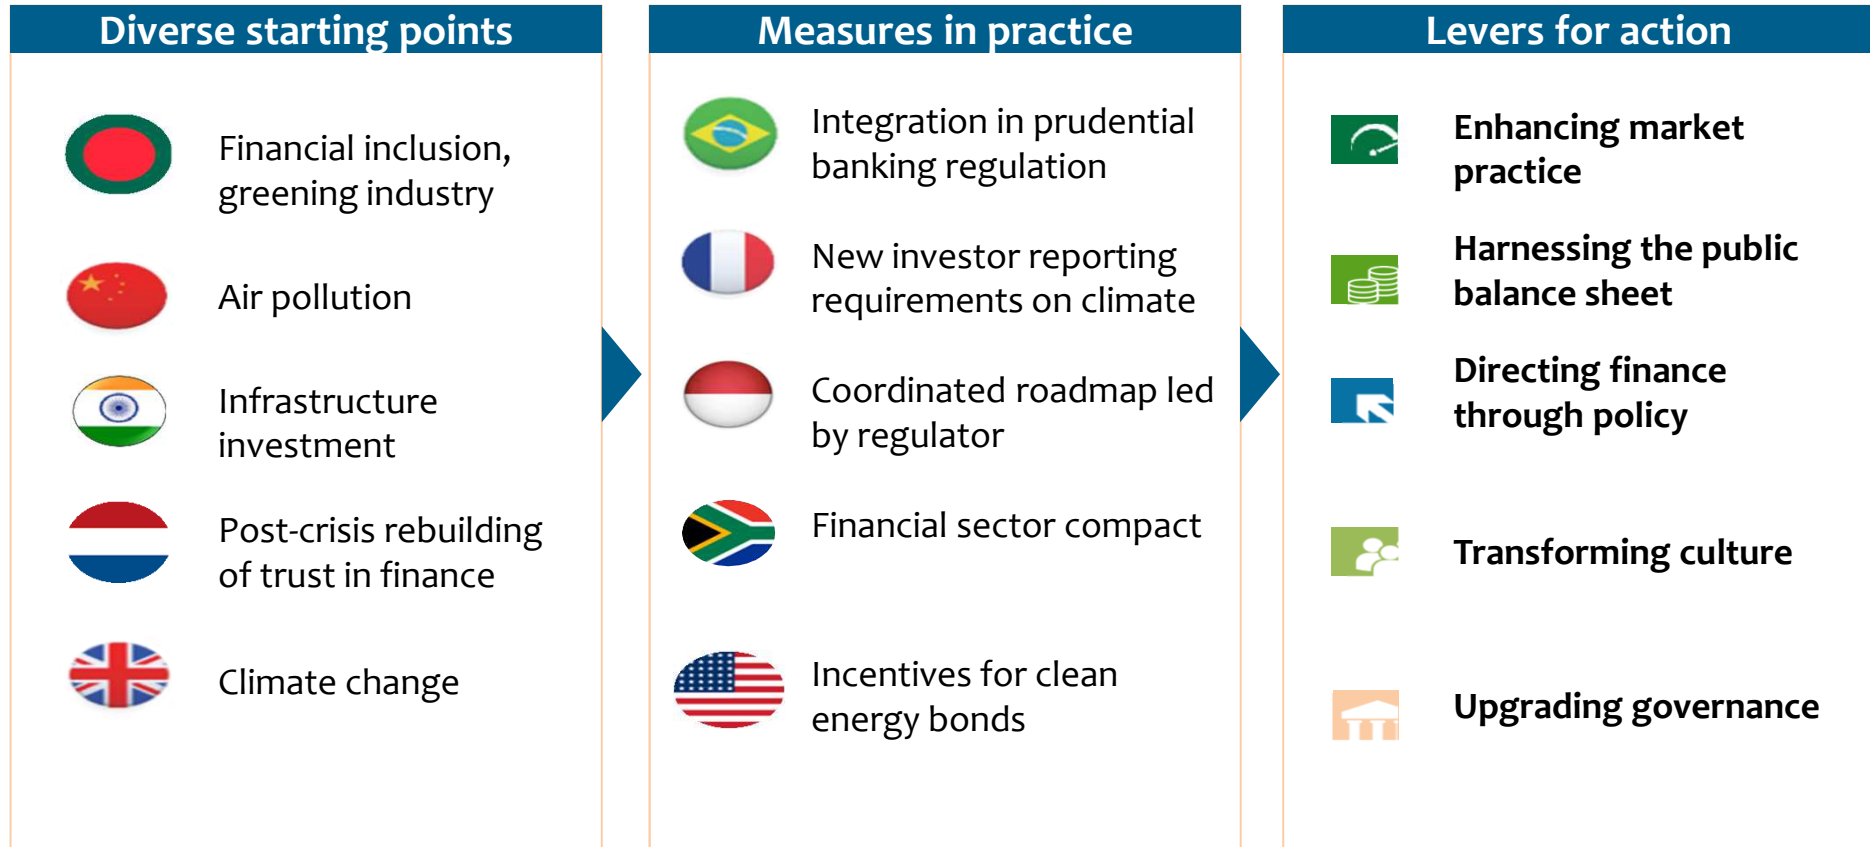 Diverse starting points
Financial inclusion,
greening industry
Air pollution
Infrastructure
investment
Post-crisis rebuilding
of trust in finance
Climate change
Measures in practice
Integration in prudential
banking regulation
New investor reporting
requirements on climate
Coordinated roadmap led
by regulator
Financial sector compact
Incentives for clean
energy bonds
Levers for action
Enhancing market
practice
Harnessing the public
balance sheet
Directing finance
through policy
Transforming culture
Upgrading governance